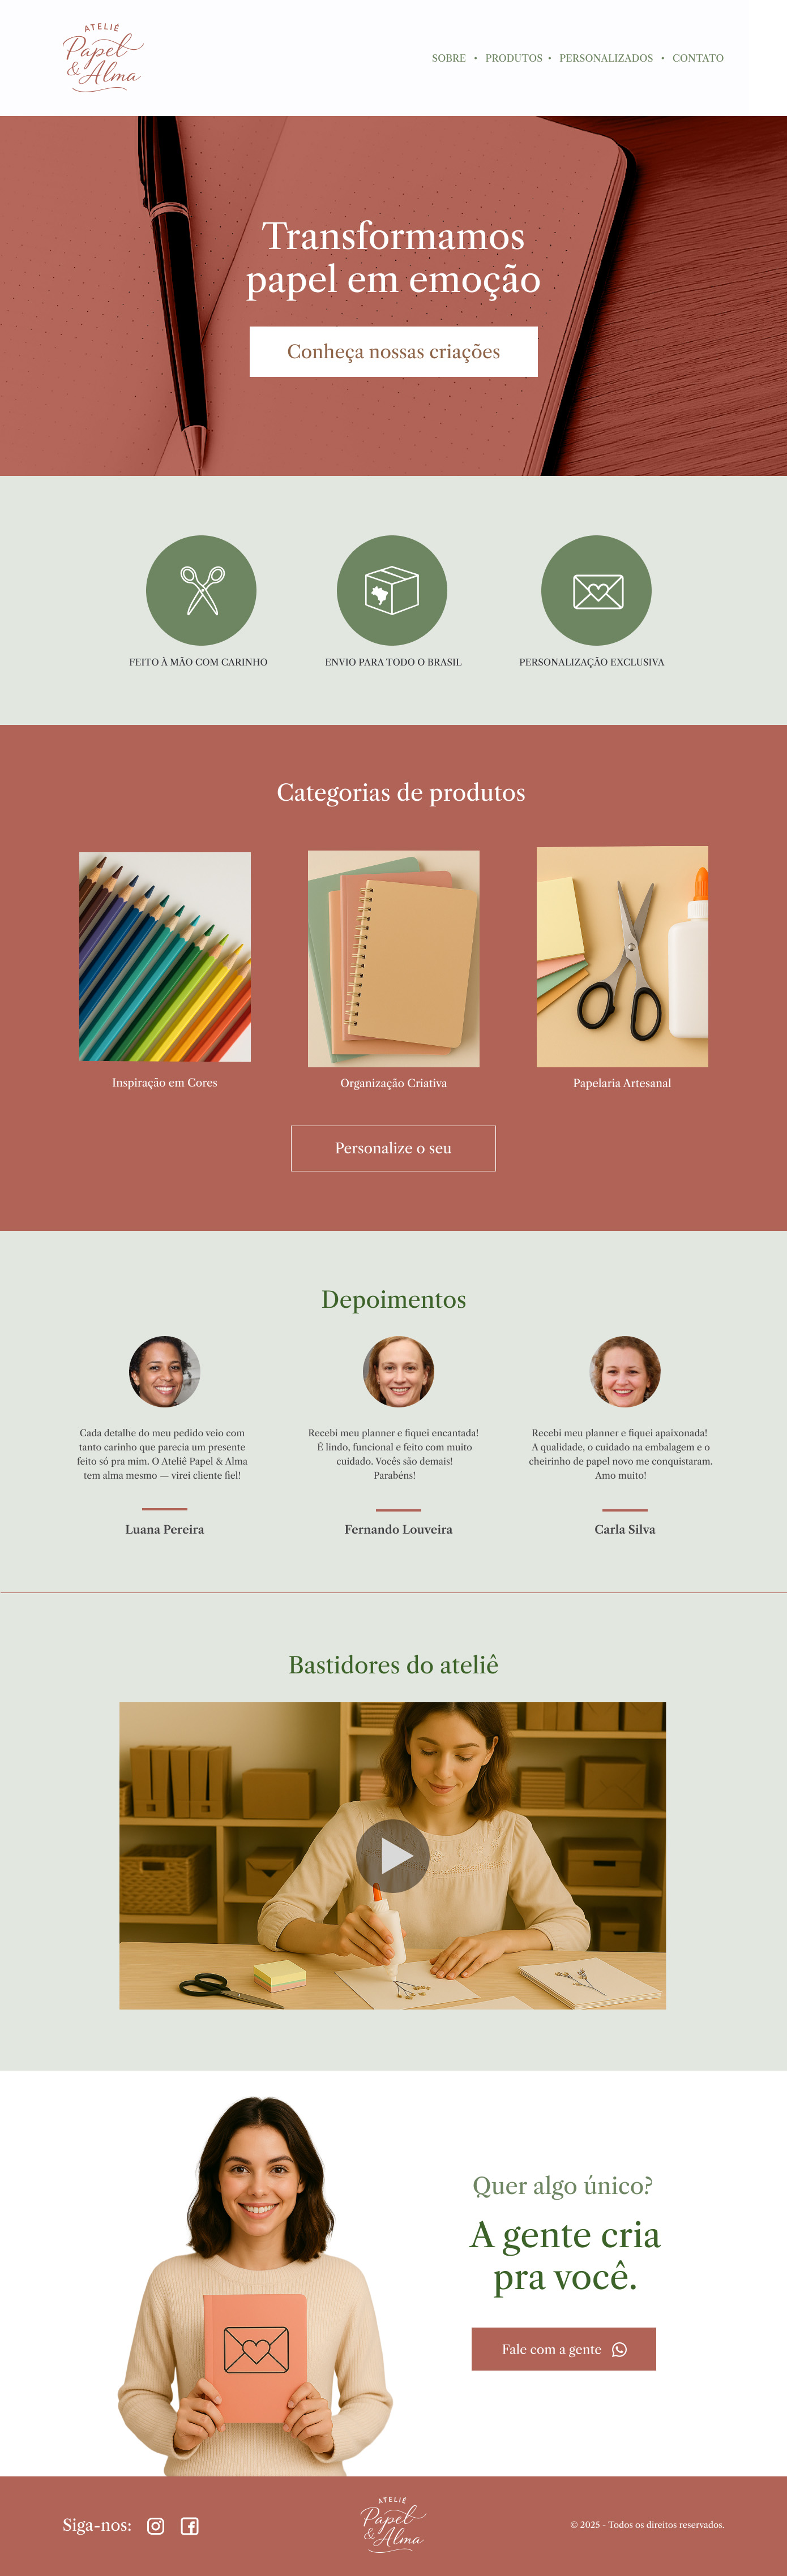 ATELIÊ
Papel
& Alma
SOBRE • PRODUTOS • PERSONALIZADOS • CONTATO
Transformamos
papel em emoção
Conheça nossas criações
FEITO À MÃO COM CARINHO
ENVIO PARA TODO O BRASIL
PERSONALIZAÇÃO EXCLUSIVA
Categorias de produtos
Inspiração em Cores
Organização Criativa
Papelaria Artesanal
Personalize o seu
Depoimentos
Cada detalhe do meu pedido veio com
tanto carinho que parecia um presente
feito só pra mim. O Ateliê Papel & Alma
tem alma mesmo — virei cliente fiel!
Luana Pereira
Recebi meu planner e fiquei encantada!
É lindo, funcional e feito com muito
cuidado. Vocês são demais!
Parabéns!
Fernando Louveira
Recebi meu planner e fiquei apaixonada!
A qualidade, o cuidado na embalagem e o
cheirinho de papel novo me conquistaram.
Amo muito!
Carla Silva
Bastidores do ateliê
Quer algo único?
A gente cria
pra você.
Fale com a gente
Siga-nos:
ATELIÉ
Papel
& Alma
© 2025 - Todos os direitos reservados.